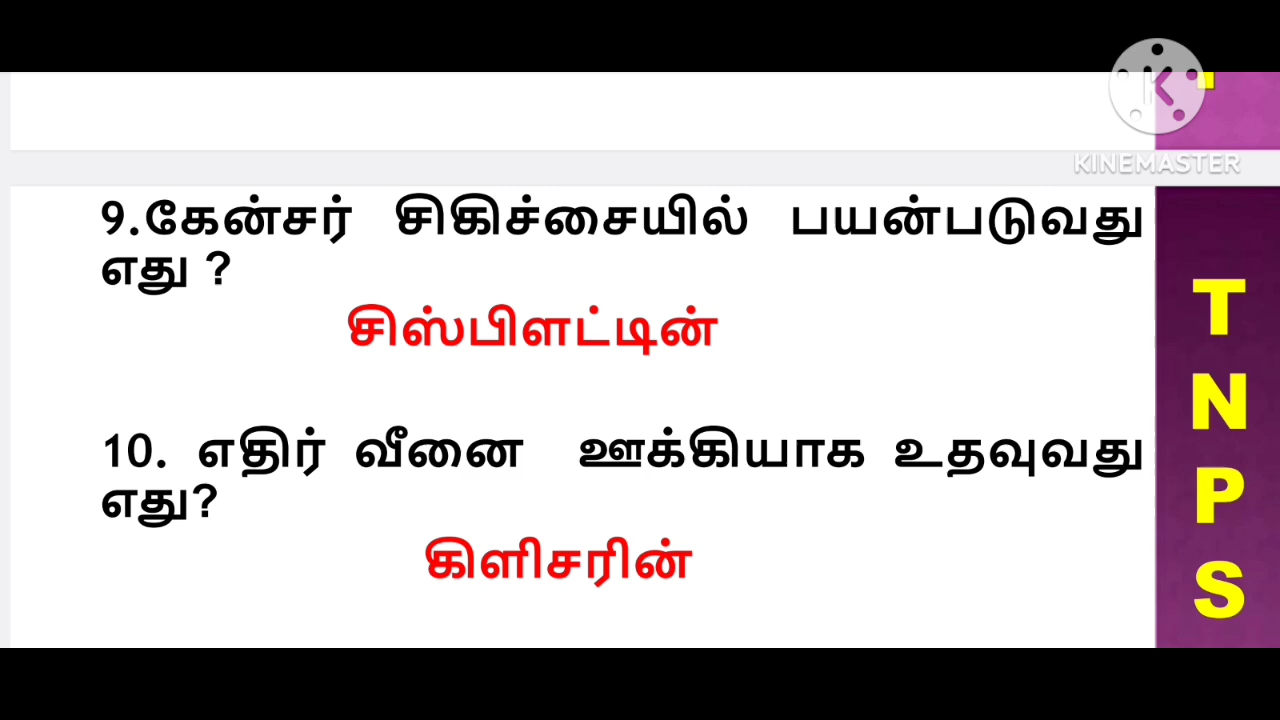 KINEMASTER
9.கேன்சர் சிகிச்சையில் பயன்படுவது
எது ?
சிஸ்பிளட்டின்
10. எதிர் வீனை ஊக்கியாக உதவுவது
எது?
கிளிசரின்
T
N
P
S